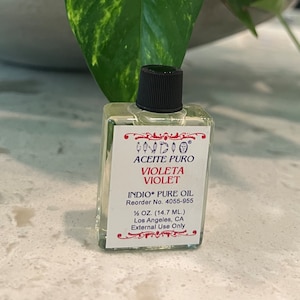 INDIO®
ACEITE PURO
VIOLETA
VIOLET
INDIO® PURE OIL
Reorder No. 4055-955
½ OZ. (14.7 ML.)
Los Angeles, CA
External Use Only